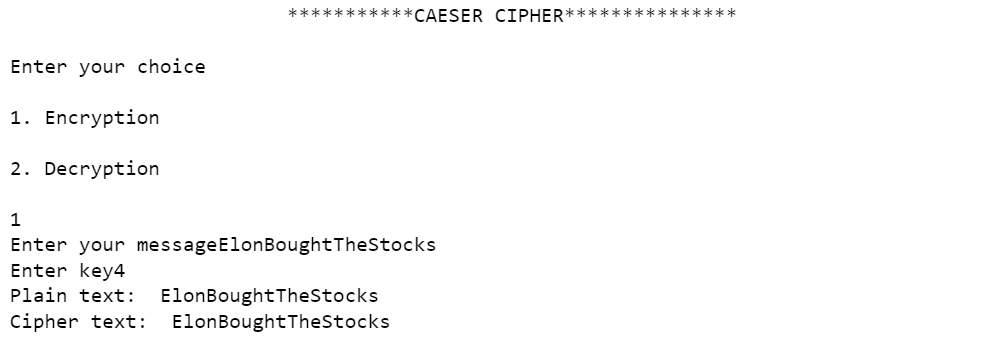 ***********CAESER CIPHER***************
Enter your choice
1. Encryption
2. Decryption
1
Enter your messageElonBoughtTheStocks
Enter key4
Plain text:  ElonBoughtTheStocks
Cipher text:  ElonBoughtTheStocks